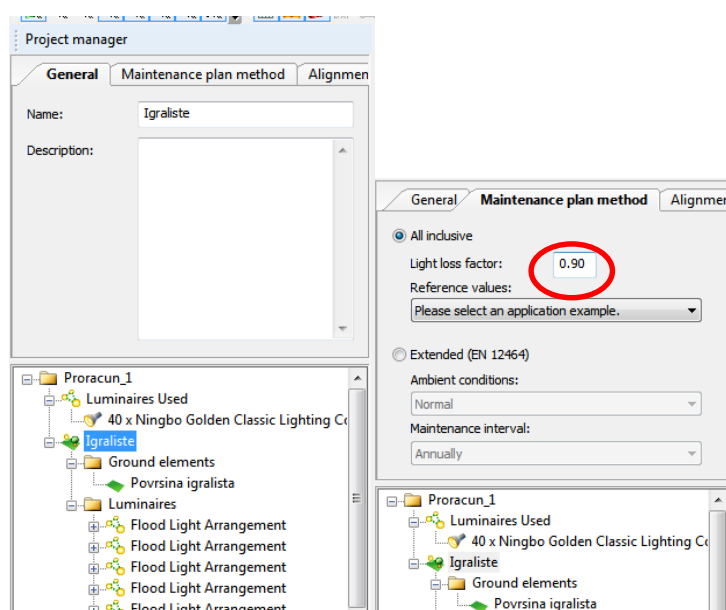 Project manager
General
Maintenance plan method
Alignmen
Name:
Igraliste
Description:
Proracun_1
Luminaires Used
40 x Ningbo Golden Classic Lighting Co
Igraliste
Ground elements
Povrsina igralista
Luminaires
Flood Light Arrangement
Flood Light Arrangement
Flood Light Arrangement
Flood Light Arrangement
Flood Light Arrangement
General
Maintenance plan method
Alignmer
All inclusive
Light loss factor:
0.90
Reference values:
Please select an application example.
Extended (EN 12464)
Ambient conditions:
Normal
Maintenance interval:
Annually
Proracun_1
Luminaires Used
40 x Ningbo Golden Classic Lighting Co
Igraliste
Ground elements
Povrsina igralista